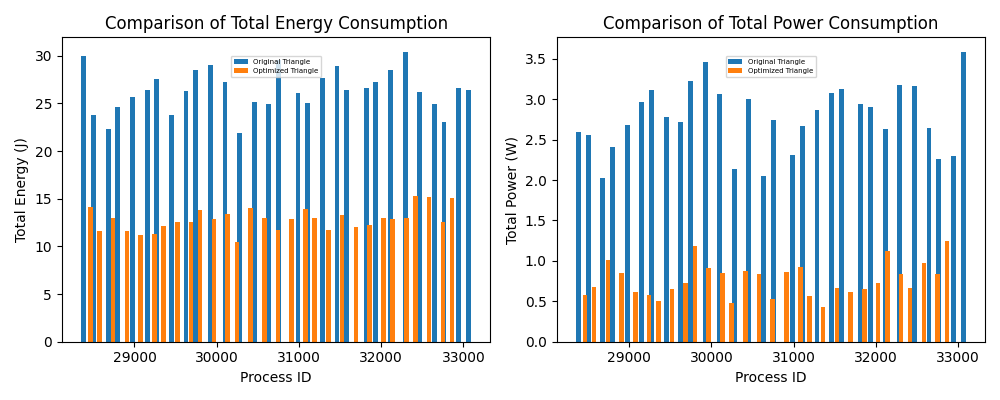 Comparison of Total Energy Consumption
Total Energy (J)
30
25
20
15
10
5
0
Original Triangle
Optimized Triangle
29000 30000 31000 32000 33000
Process ID
Comparison of Total Power Consumption
Total Power (W)
3.5
3.0
2.5
2.0
1.5
1.0
0.5
0.0
Original Triangle
Optimized Triangle
29000 30000 31000 32000 33000
Process ID